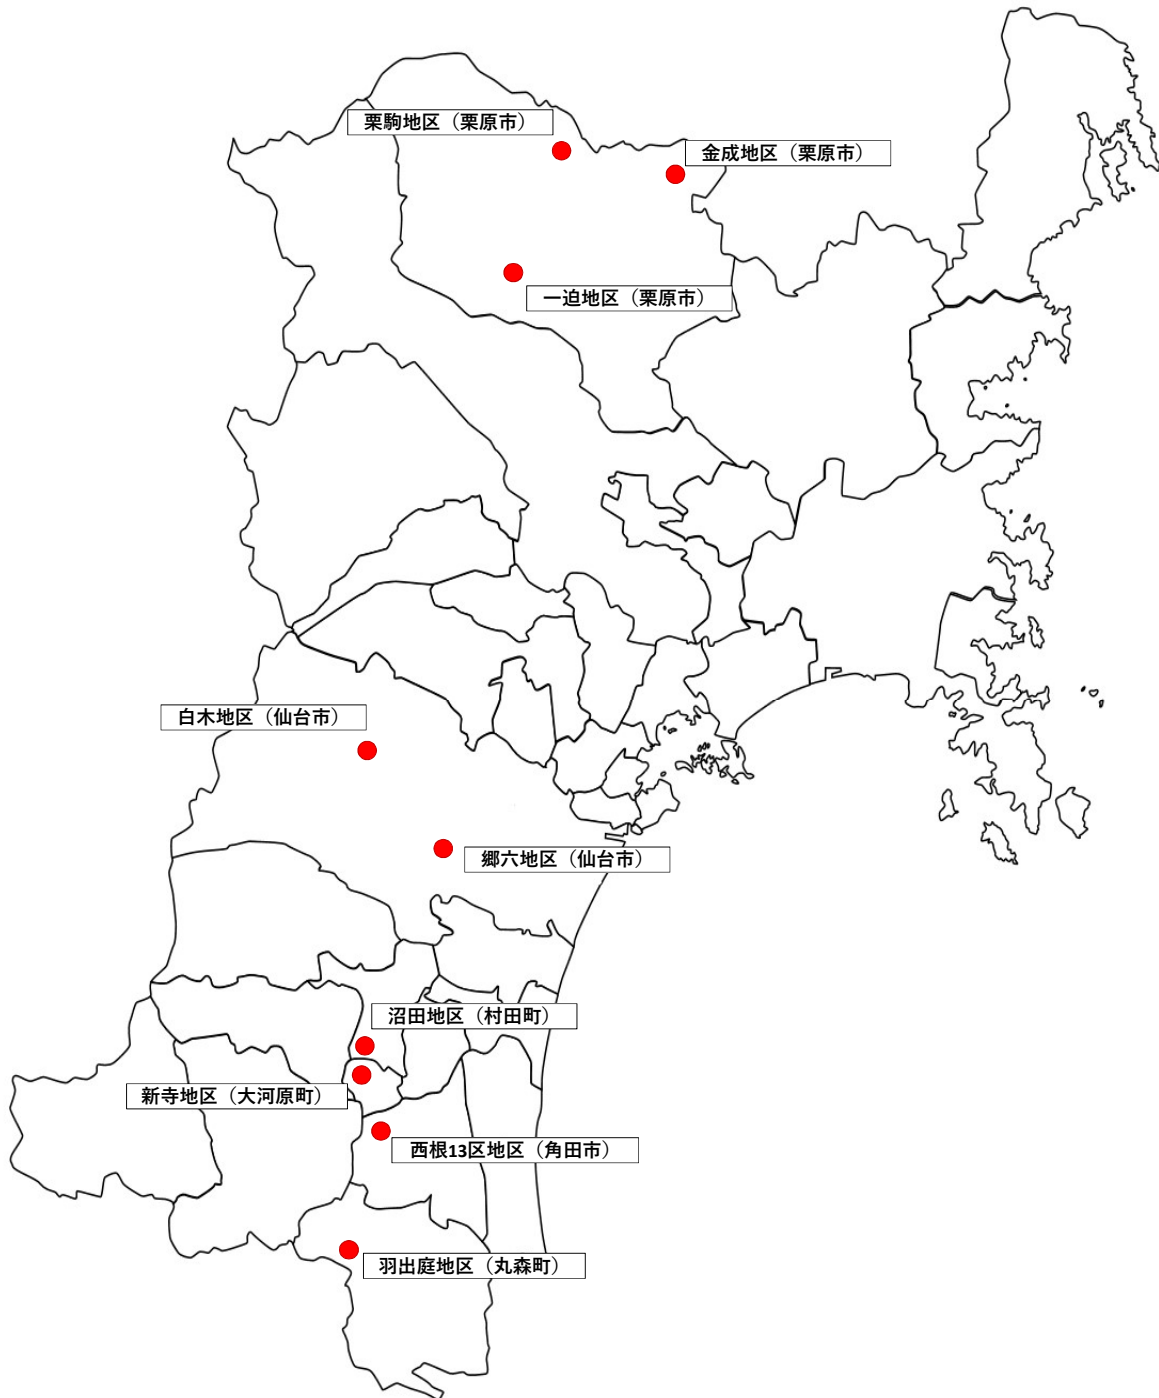 栗駒地区（栗原市）
金成地区（栗原市）
一迫地区（栗原市）
白木地区（仙台市）
郷六地区（仙台市）
沼田地区（村田町）
新寺地区（大河原町）
西根13区地区（角田市）
羽出庭地区（丸森町）